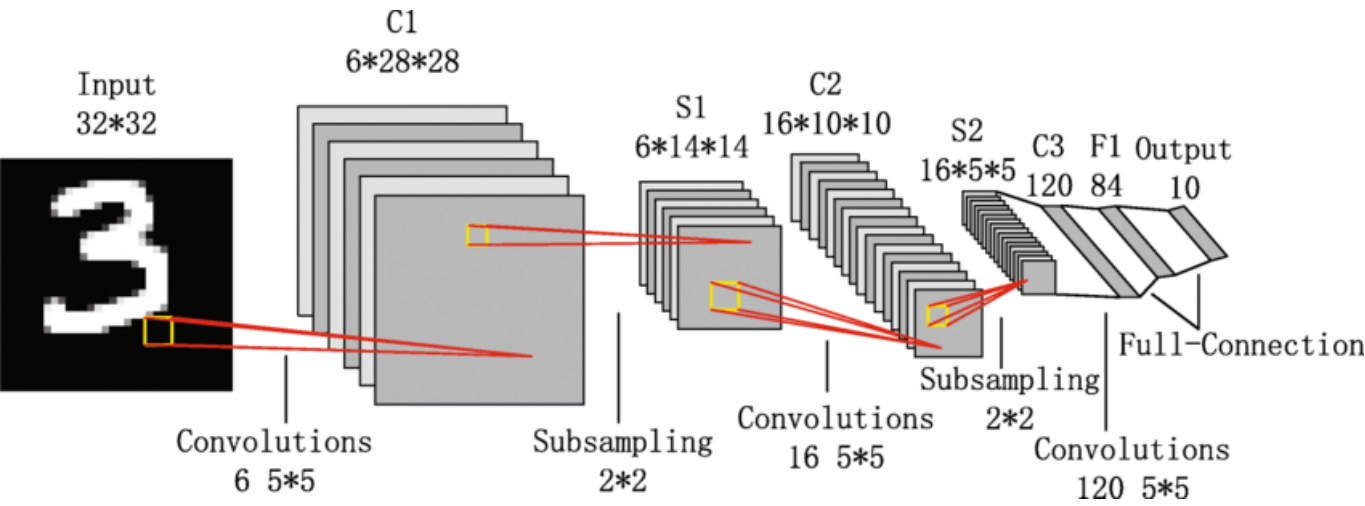 Input
32*32
C1
6*28*28
S1
6*14*14
C2
16*10*10
S2
16*5*5
C3
120
F1
84
Output
10
Convolutions
6 5*5
Subsampling
2*2
Convolutions
16 5*5
Subsampling
2*2
Convolutions
120 5*5
Full-Connection
3